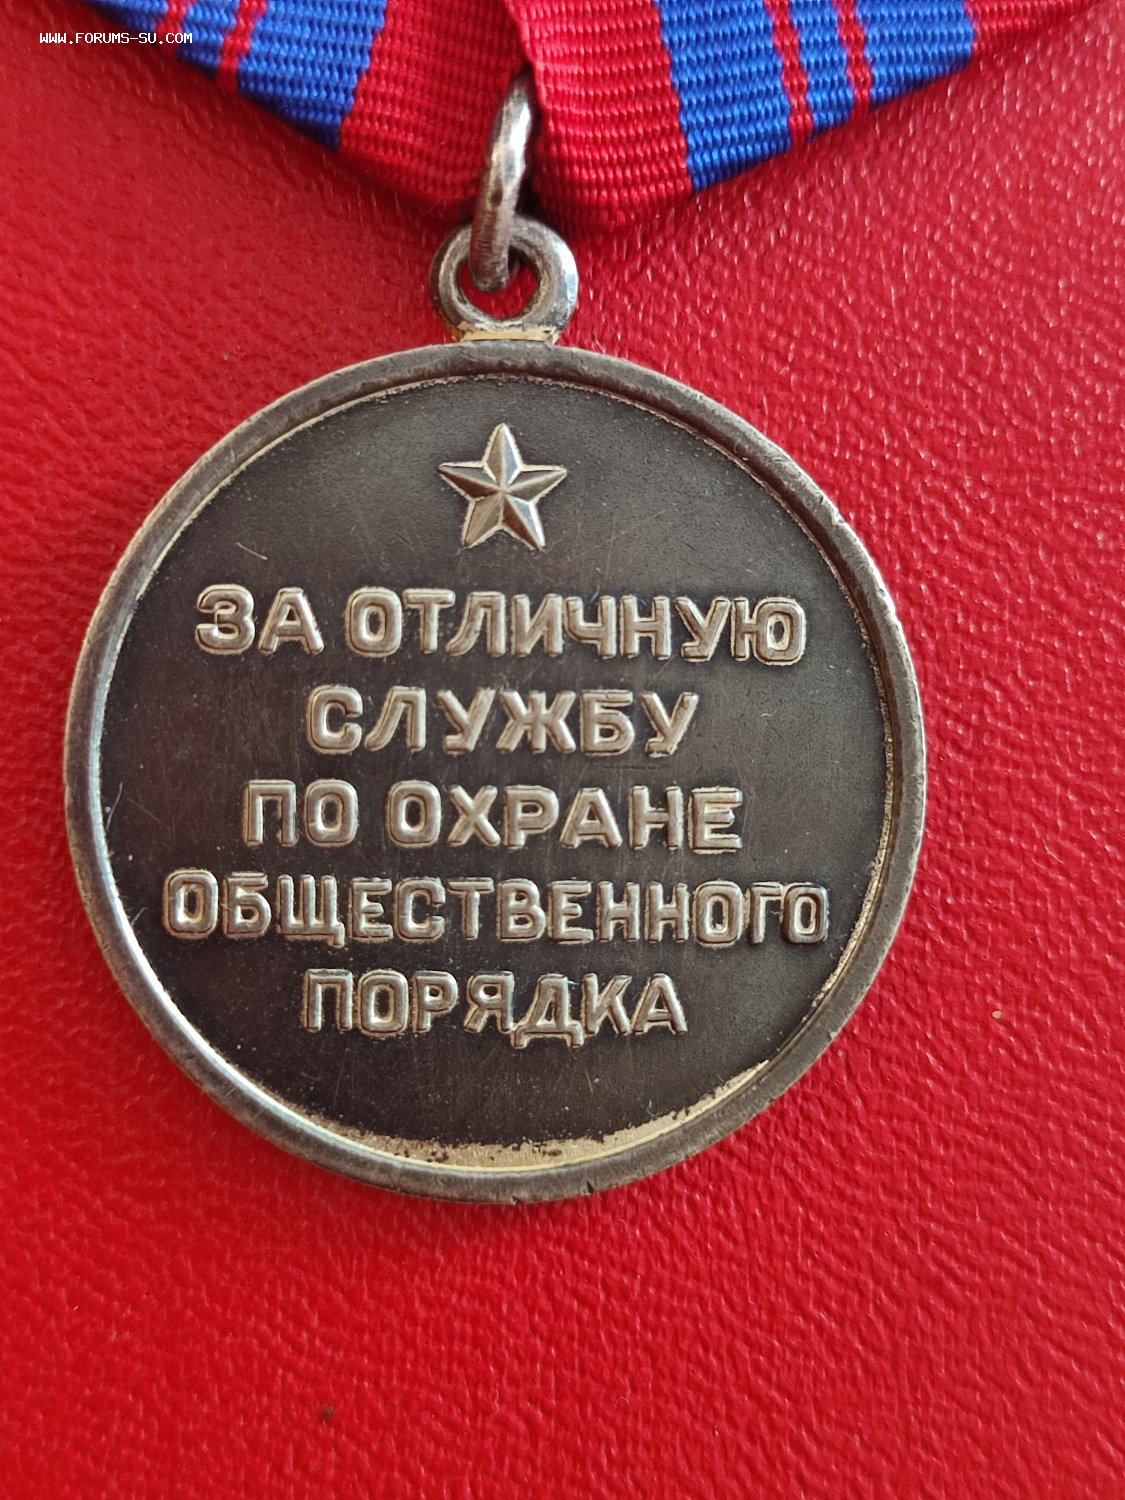 WWW.FORUMS-SU.COM
ЗА ОТЛИЧНУЮ
СЛУЖБУ
ПО ОХРАНЕ
ОБЩЕСТВЕННОГО
ПОРЯДКА